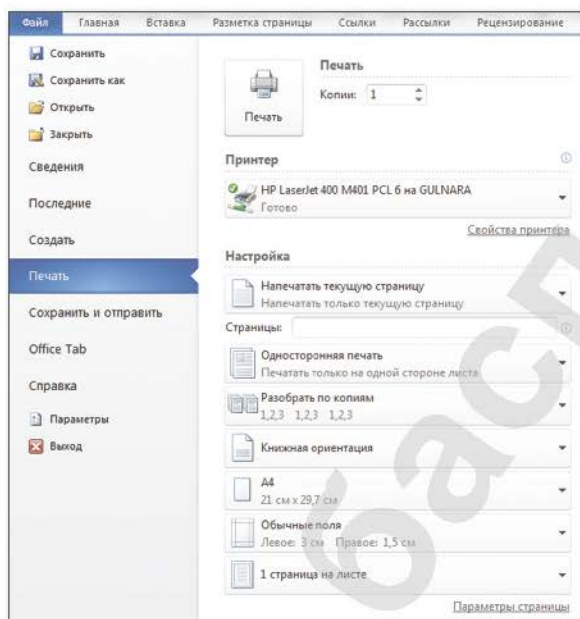 Файл Главная Вставка Разметка страницы Ссылки Рассылки Рецензирование
Сохранить
Сохранить как
Открыть
Закрыть
Сведения
Последние
Создать
Печать
Сохранить и отправить
Office Tab
Справка
Параметры
Выход
Печать
Печать
Копии: 1
Принтер
HP LaserJet 400 M401 PCL 6 на GULNARA
Готово
Свойства принтера
Настройка
Напечатать текущую страницу
Напечатать только текущую страницу
Страницы:
Односторонняя печать
Печатать только на одной стороне листа
Разобрать по копиям
1,2,3 1,2,3 1,2,3
Книжная ориентация
А4
21 см x 29,7 см
Обычные поля
Левое: 3 см Правое: 1,5 см
1 страница на листе
Параметры страницы
басп